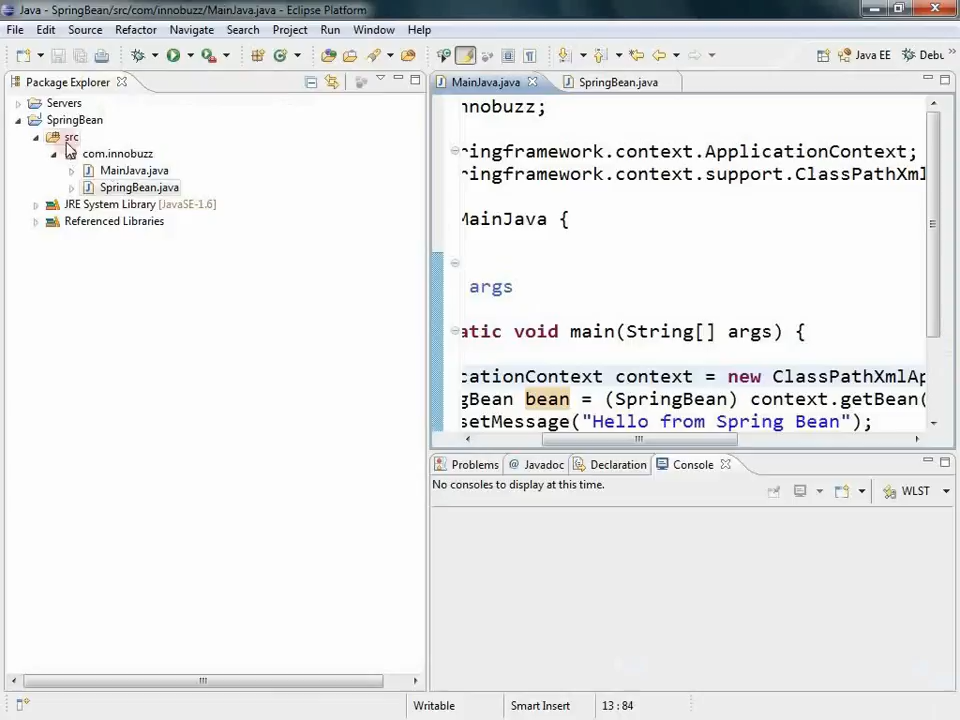 Java - SpringBean/src/com/innobuzz/MainJava.java - Eclipse Platform
File Edit Source Refactor Navigate Search Project Run Window Help
Java EE Debu
Package Explorer
MainJava.java SpringBean.java
Servers
SpringBean
src
com.innobuzz
MainJava.java
SpringBean.java
JRE System Library [JavaSE-1.6]
Referenced Libraries
nnobuzz;
ringframework.context.ApplicationContext;
ringframework.context.support.ClassPathXml
MainJava {
args
atic void main(String[] args) {
cationContext context = new ClassPathXmlAp
gBean bean = (SpringBean) context.getBean(
setMessage("Hello from Spring Bean");
Problems Javadoc Declaration Console
No consoles to display at this time.
WLST
Writable Smart Insert 13 : 84